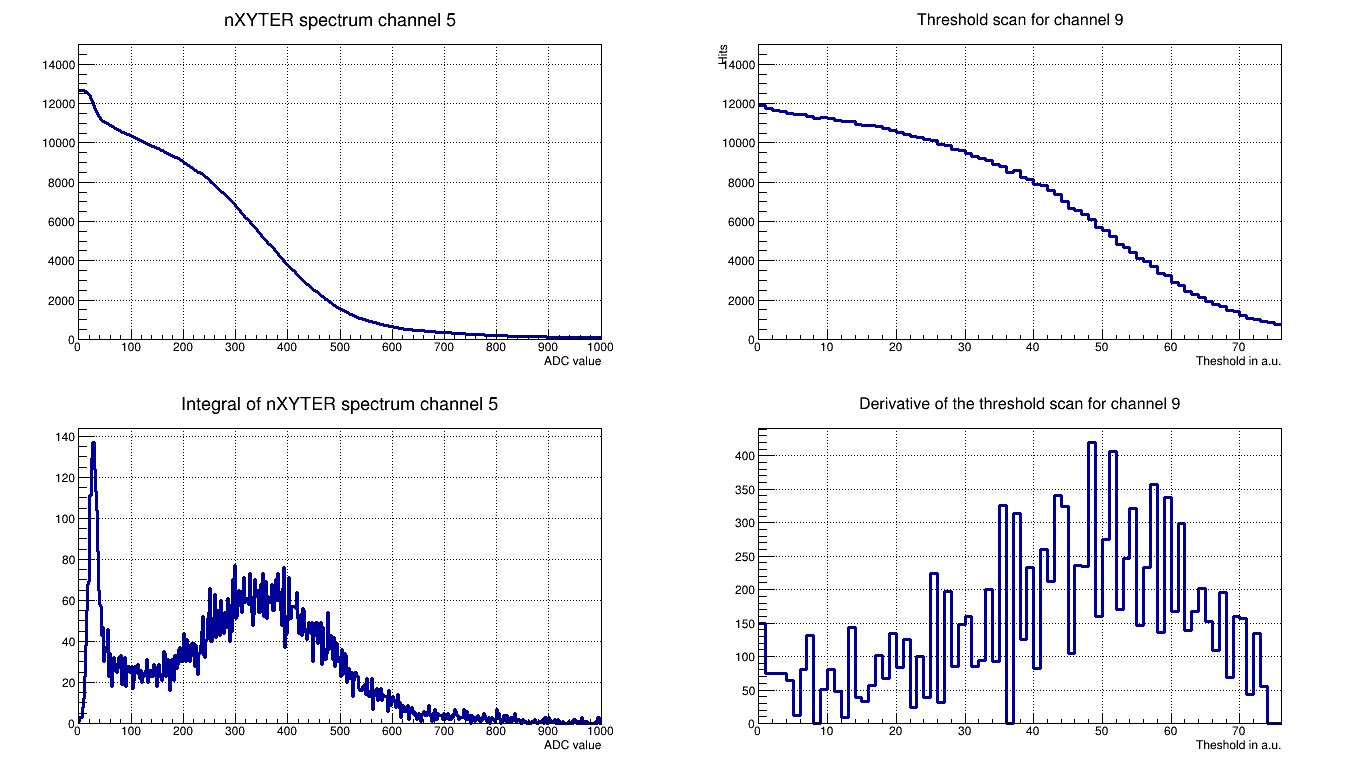 nXYTER spectrum channel 5
14000
12000
10000
8000
6000
4000
2000
0
0 100 200 300 400 500 600 700 800 900 1000
ADC value
Threshold scan for channel 9
Hits
14000
12000
10000
8000
6000
4000
2000
0
0 10 20 30 40 50 60 70
Theshold in a.u.
Integral of nXYTER spectrum channel 5
140
120
100
80
60
40
20
0
0 100 200 300 400 500 600 700 800 900 1000
ADC value
Derivative of the threshold scan for channel 9
400
350
300
250
200
150
100
50
0
0 10 20 30 40 50 60 70
Theshold in a.u.